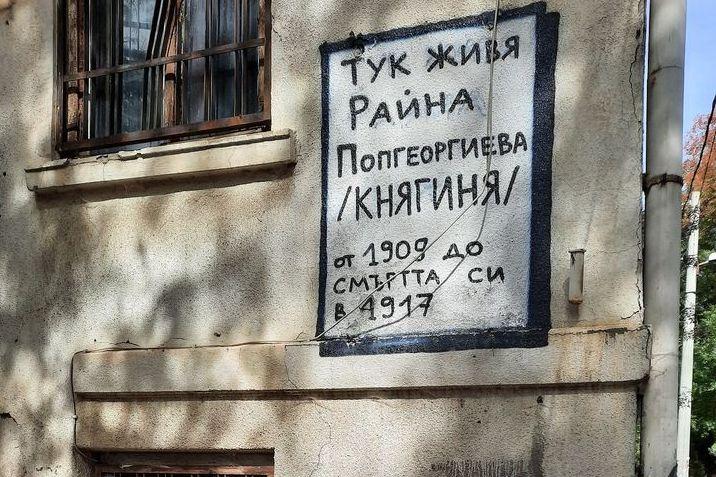 ТУК ЖИВЯ
РАЙНА
ПОПГЕОРГИЕВА
/КНЯГИНЯ/
от 1909 до
СМЪРТТА СИ
в 1917